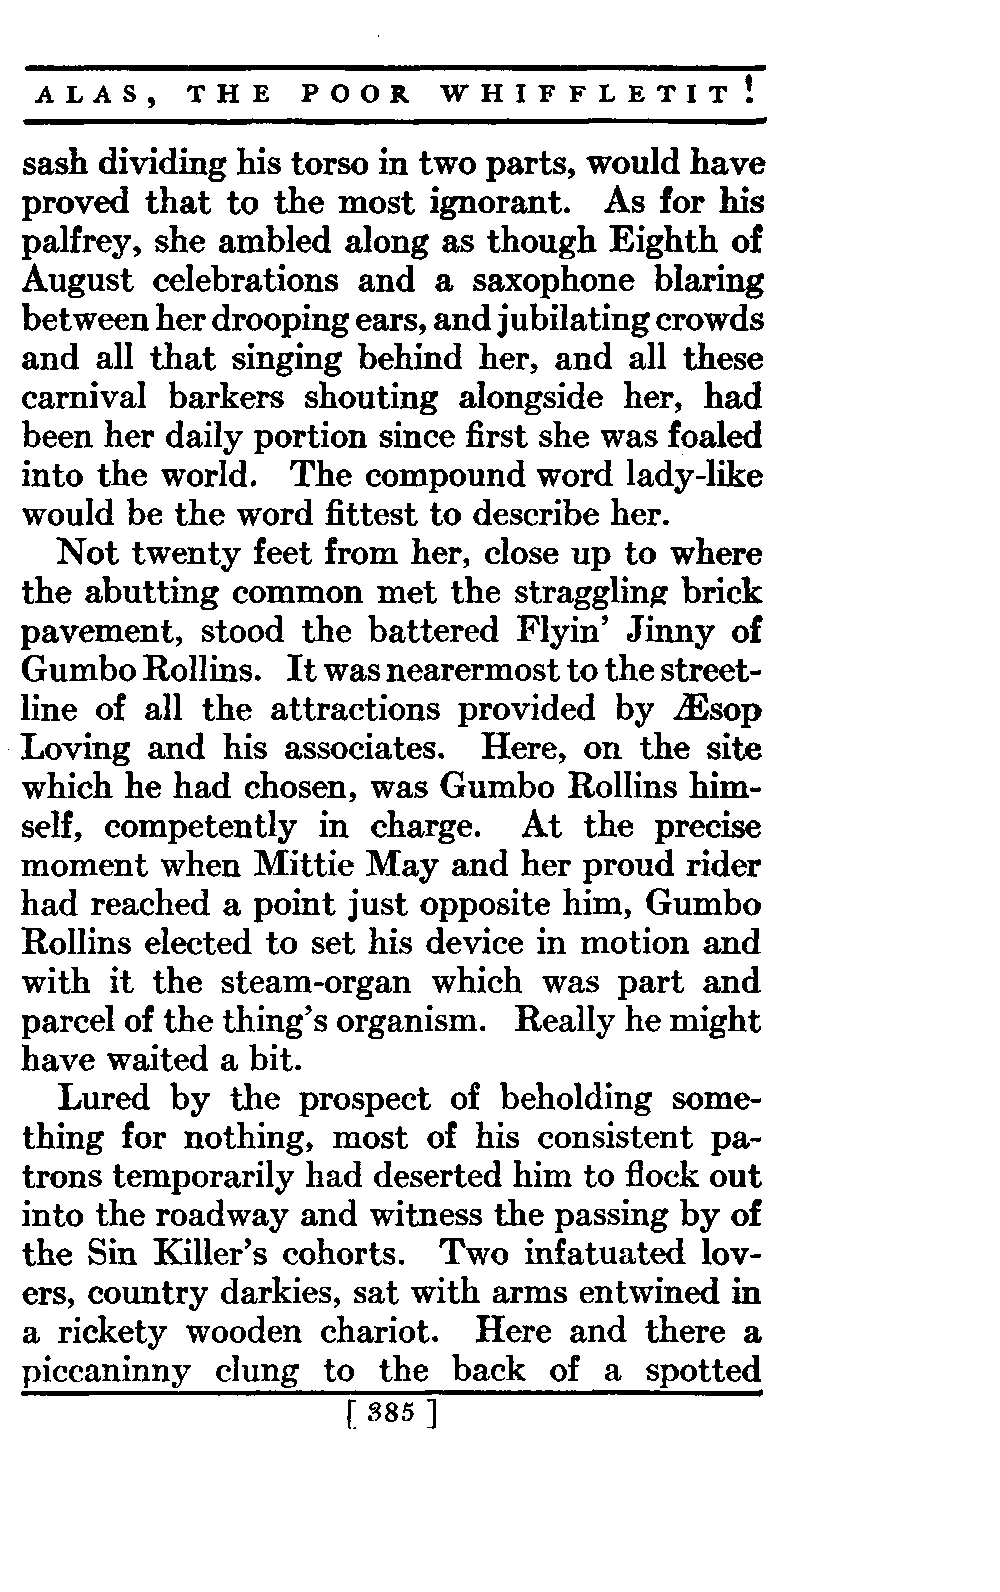 ALAS, THE POOR WHIFFLETIT!
sash dividing his torso in two parts, would have
proved that to the most ignorant. As for his
palfrey, she ambled along as though Eighth of
August celebrations and a saxophone blaring
between her drooping ears, and jubilating crowds
and all that singing behind her, and all these
carnival barkers shouting alongside her, had
been her daily portion since first she was foaled
into the world. The compound word lady-like
would be the word fittest to describe her.
Not twenty feet from her, close up to where
the abutting common met the straggling brick
pavement, stood the battered Flyin' Jinny of
Gumbo Rollins. It was nearermost to the street-
line of all the attractions provided by Æsop
Loving and his associates. Here, on the site
which he had chosen, was Gumbo Rollins him-
self, competently in charge. At the precise
moment when Mittie May and her proud rider
had reached a point just opposite him, Gumbo
Rollins elected to set his device in motion and
with it the steam-organ which was part and
parcel of the thing's organism. Really he might
have waited a bit.
Lured by the prospect of beholding some-
thing for nothing, most of his consistent pa-
trons temporarily had deserted him to flock out
into the roadway and witness the passing by of
the Sin Killer's cohorts. Two infatuated lov-
ers, country darkies, sat with arms entwined in
a rickety wooden chariot. Here and there a
piccaninny clung to the back of a spotted
[ 385 ]